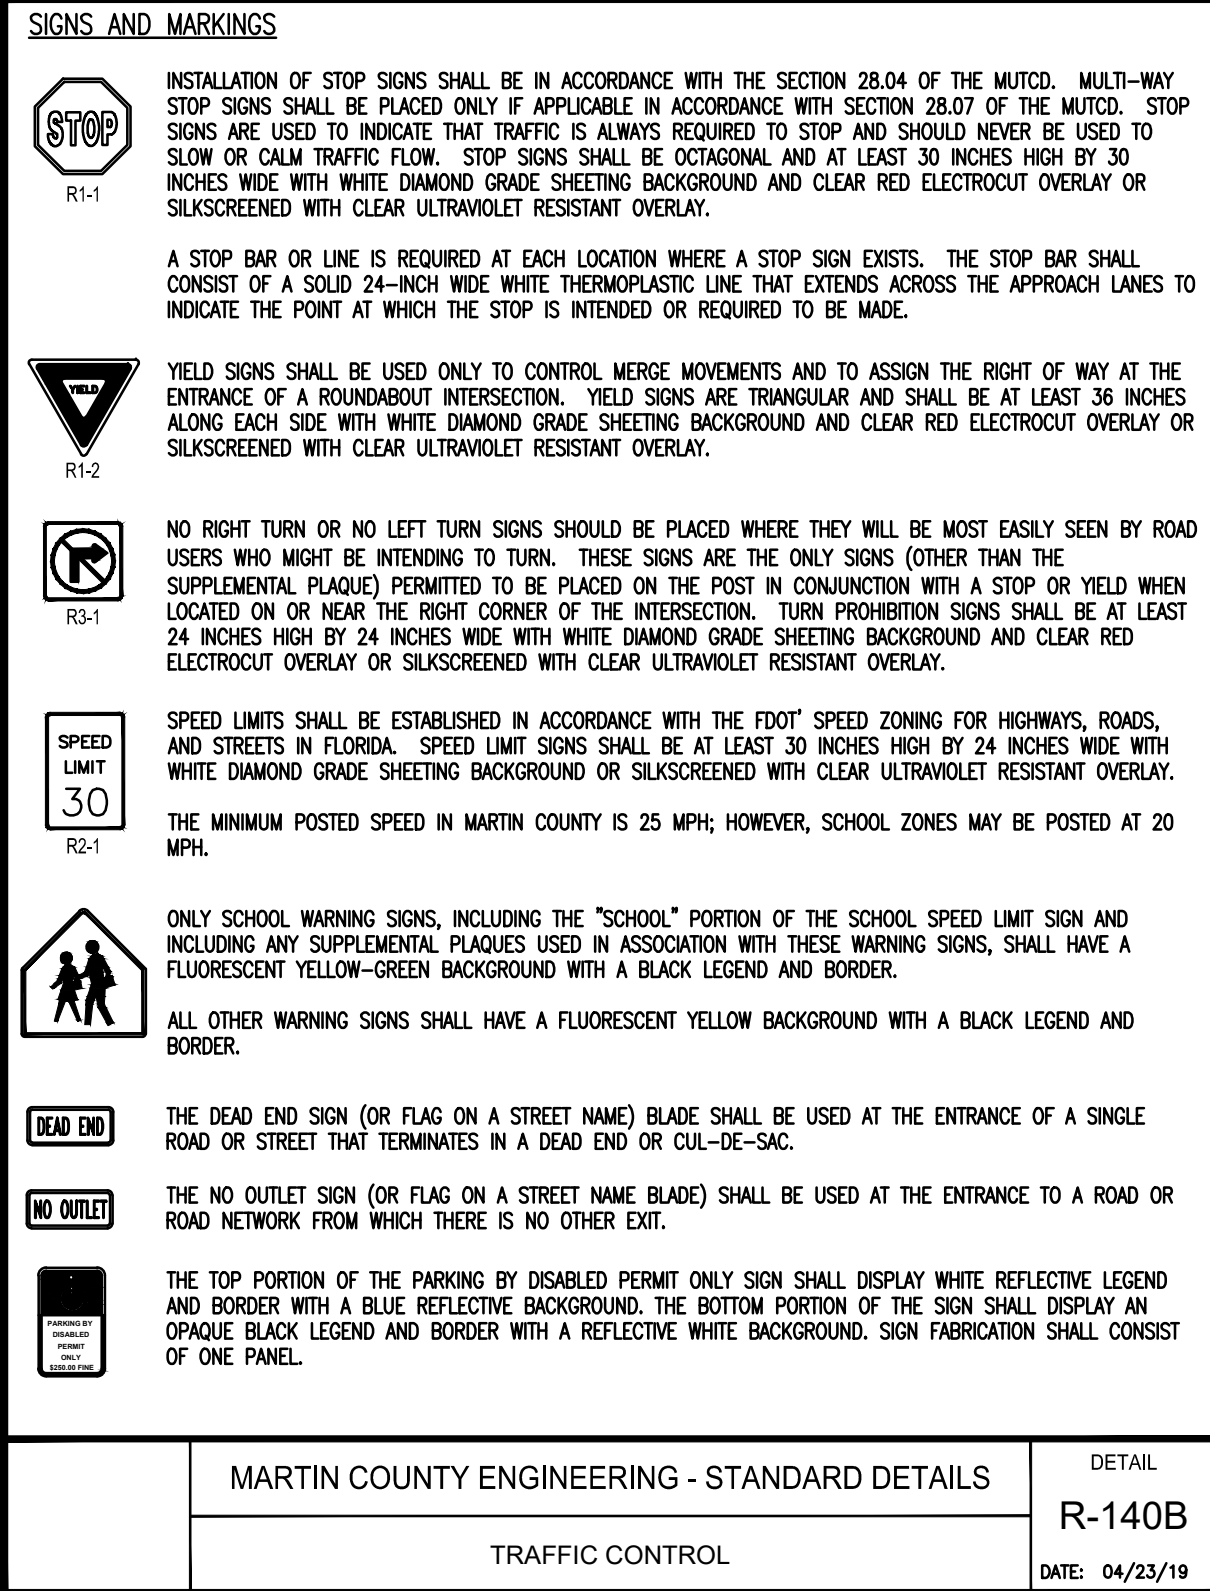 SIGNS AND MARKINGS
STOP
R1-1
INSTALLATION OF STOP SIGNS SHALL BE IN ACCORDANCE WITH THE SECTION 28.04 OF THE MUTCD. MULTI-WAY
STOP SIGNS SHALL BE PLACED ONLY IF APPLICABLE IN ACCORDANCE WITH SECTION 28.07 OF THE MUTCD. STOP
SIGNS ARE USED TO INDICATE THAT TRAFFIC IS ALWAYS REQUIRED TO STOP AND SHOULD NEVER BE USED TO
SLOW OR CALM TRAFFIC FLOW. STOP SIGNS SHALL BE OCTAGONAL AND AT LEAST 30 INCHES HIGH BY 30
INCHES WIDE WITH WHITE DIAMOND GRADE SHEETING BACKGROUND AND CLEAR RED ELECTROCUT OVERLAY OR
SILKSCREENED WITH CLEAR ULTRAVIOLET RESISTANT OVERLAY.
A STOP BAR OR LINE IS REQUIRED AT EACH LOCATION WHERE A STOP SIGN EXISTS. THE STOP BAR SHALL
CONSIST OF A SOLID 24-INCH WIDE WHITE THERMOPLASTIC LINE THAT EXTENDS ACROSS THE APPROACH LANES TO
INDICATE THE POINT AT WHICH THE STOP IS INTENDED OR REQUIRED TO BE MADE.
YIELD
R1-2
YIELD SIGNS SHALL BE USED ONLY TO CONTROL MERGE MOVEMENTS AND TO ASSIGN THE RIGHT OF WAY AT THE
ENTRANCE OF A ROUNDABOUT INTERSECTION. YIELD SIGNS ARE TRIANGULAR AND SHALL BE AT LEAST 36 INCHES
ALONG EACH SIDE WITH WHITE DIAMOND GRADE SHEETING BACKGROUND AND CLEAR RED ELECTROCUT OVERLAY OR
SILKSCREENED WITH CLEAR ULTRAVIOLET RESISTANT OVERLAY.
R3-1
NO RIGHT TURN OR NO LEFT TURN SIGNS SHOULD BE PLACED WHERE THEY WILL BE MOST EASILY SEEN BY ROAD
USERS WHO MIGHT BE INTENDING TO TURN. THESE SIGNS ARE THE ONLY SIGNS (OTHER THAN THE
SUPPLEMENTAL PLAQUE) PERMITTED TO BE PLACED ON THE POST IN CONJUNCTION WITH A STOP OR YIELD WHEN
LOCATED ON OR NEAR THE RIGHT CORNER OF THE INTERSECTION. TURN PROHIBITION SIGNS SHALL BE AT LEAST
24 INCHES HIGH BY 24 INCHES WIDE WITH WHITE DIAMOND GRADE SHEETING BACKGROUND AND CLEAR RED
ELECTROCUT OVERLAY OR SILKSCREENED WITH CLEAR ULTRAVIOLET RESISTANT OVERLAY.
SPEED
LIMIT
30
R2-1
SPEED LIMITS SHALL BE ESTABLISHED IN ACCORDANCE WITH THE FDOT' SPEED ZONING FOR HIGHWAYS, ROADS,
AND STREETS IN FLORIDA. SPEED LIMIT SIGNS SHALL BE AT LEAST 30 INCHES HIGH BY 24 INCHES WIDE WITH
WHITE DIAMOND GRADE SHEETING BACKGROUND OR SILKSCREENED WITH CLEAR ULTRAVIOLET RESISTANT OVERLAY.
THE MINIMUM POSTED SPEED IN MARTIN COUNTY IS 25 MPH; HOWEVER, SCHOOL ZONES MAY BE POSTED AT 20
MPH.
ONLY SCHOOL WARNING SIGNS, INCLUDING THE "SCHOOL" PORTION OF THE SCHOOL SPEED LIMIT SIGN AND
INCLUDING ANY SUPPLEMENTAL PLAQUES USED IN ASSOCIATION WITH THESE WARNING SIGNS, SHALL HAVE A
FLUORESCENT YELLOW-GREEN BACKGROUND WITH A BLACK LEGEND AND BORDER.
ALL OTHER WARNING SIGNS SHALL HAVE A FLUORESCENT YELLOW BACKGROUND WITH A BLACK LEGEND AND
BORDER.
DEAD END
THE DEAD END SIGN (OR FLAG ON A STREET NAME) BLADE SHALL BE USED AT THE ENTRANCE OF A SINGLE
ROAD OR STREET THAT TERMINATES IN A DEAD END OR CUL-DE-SAC.
NO OUTLET
THE NO OUTLET SIGN (OR FLAG ON A STREET NAME BLADE) SHALL BE USED AT THE ENTRANCE TO A ROAD OR
ROAD NETWORK FROM WHICH THERE IS NO OTHER EXIT.
PARKING BY
DISABLED
PERMIT
ONLY
$250.00 FINE
THE TOP PORTION OF THE PARKING BY DISABLED PERMIT ONLY SIGN SHALL DISPLAY WHITE REFLECTIVE LEGEND
AND BORDER WITH A BLUE REFLECTIVE BACKGROUND. THE BOTTOM PORTION OF THE SIGN SHALL DISPLAY AN
OPAQUE BLACK LEGEND AND BORDER WITH A REFLECTIVE WHITE BACKGROUND. SIGN FABRICATION SHALL CONSIST
OF ONE PANEL.
MARTIN COUNTY ENGINEERING - STANDARD DETAILS
TRAFFIC CONTROL
DETAIL
R-140B
DATE: 04/23/19